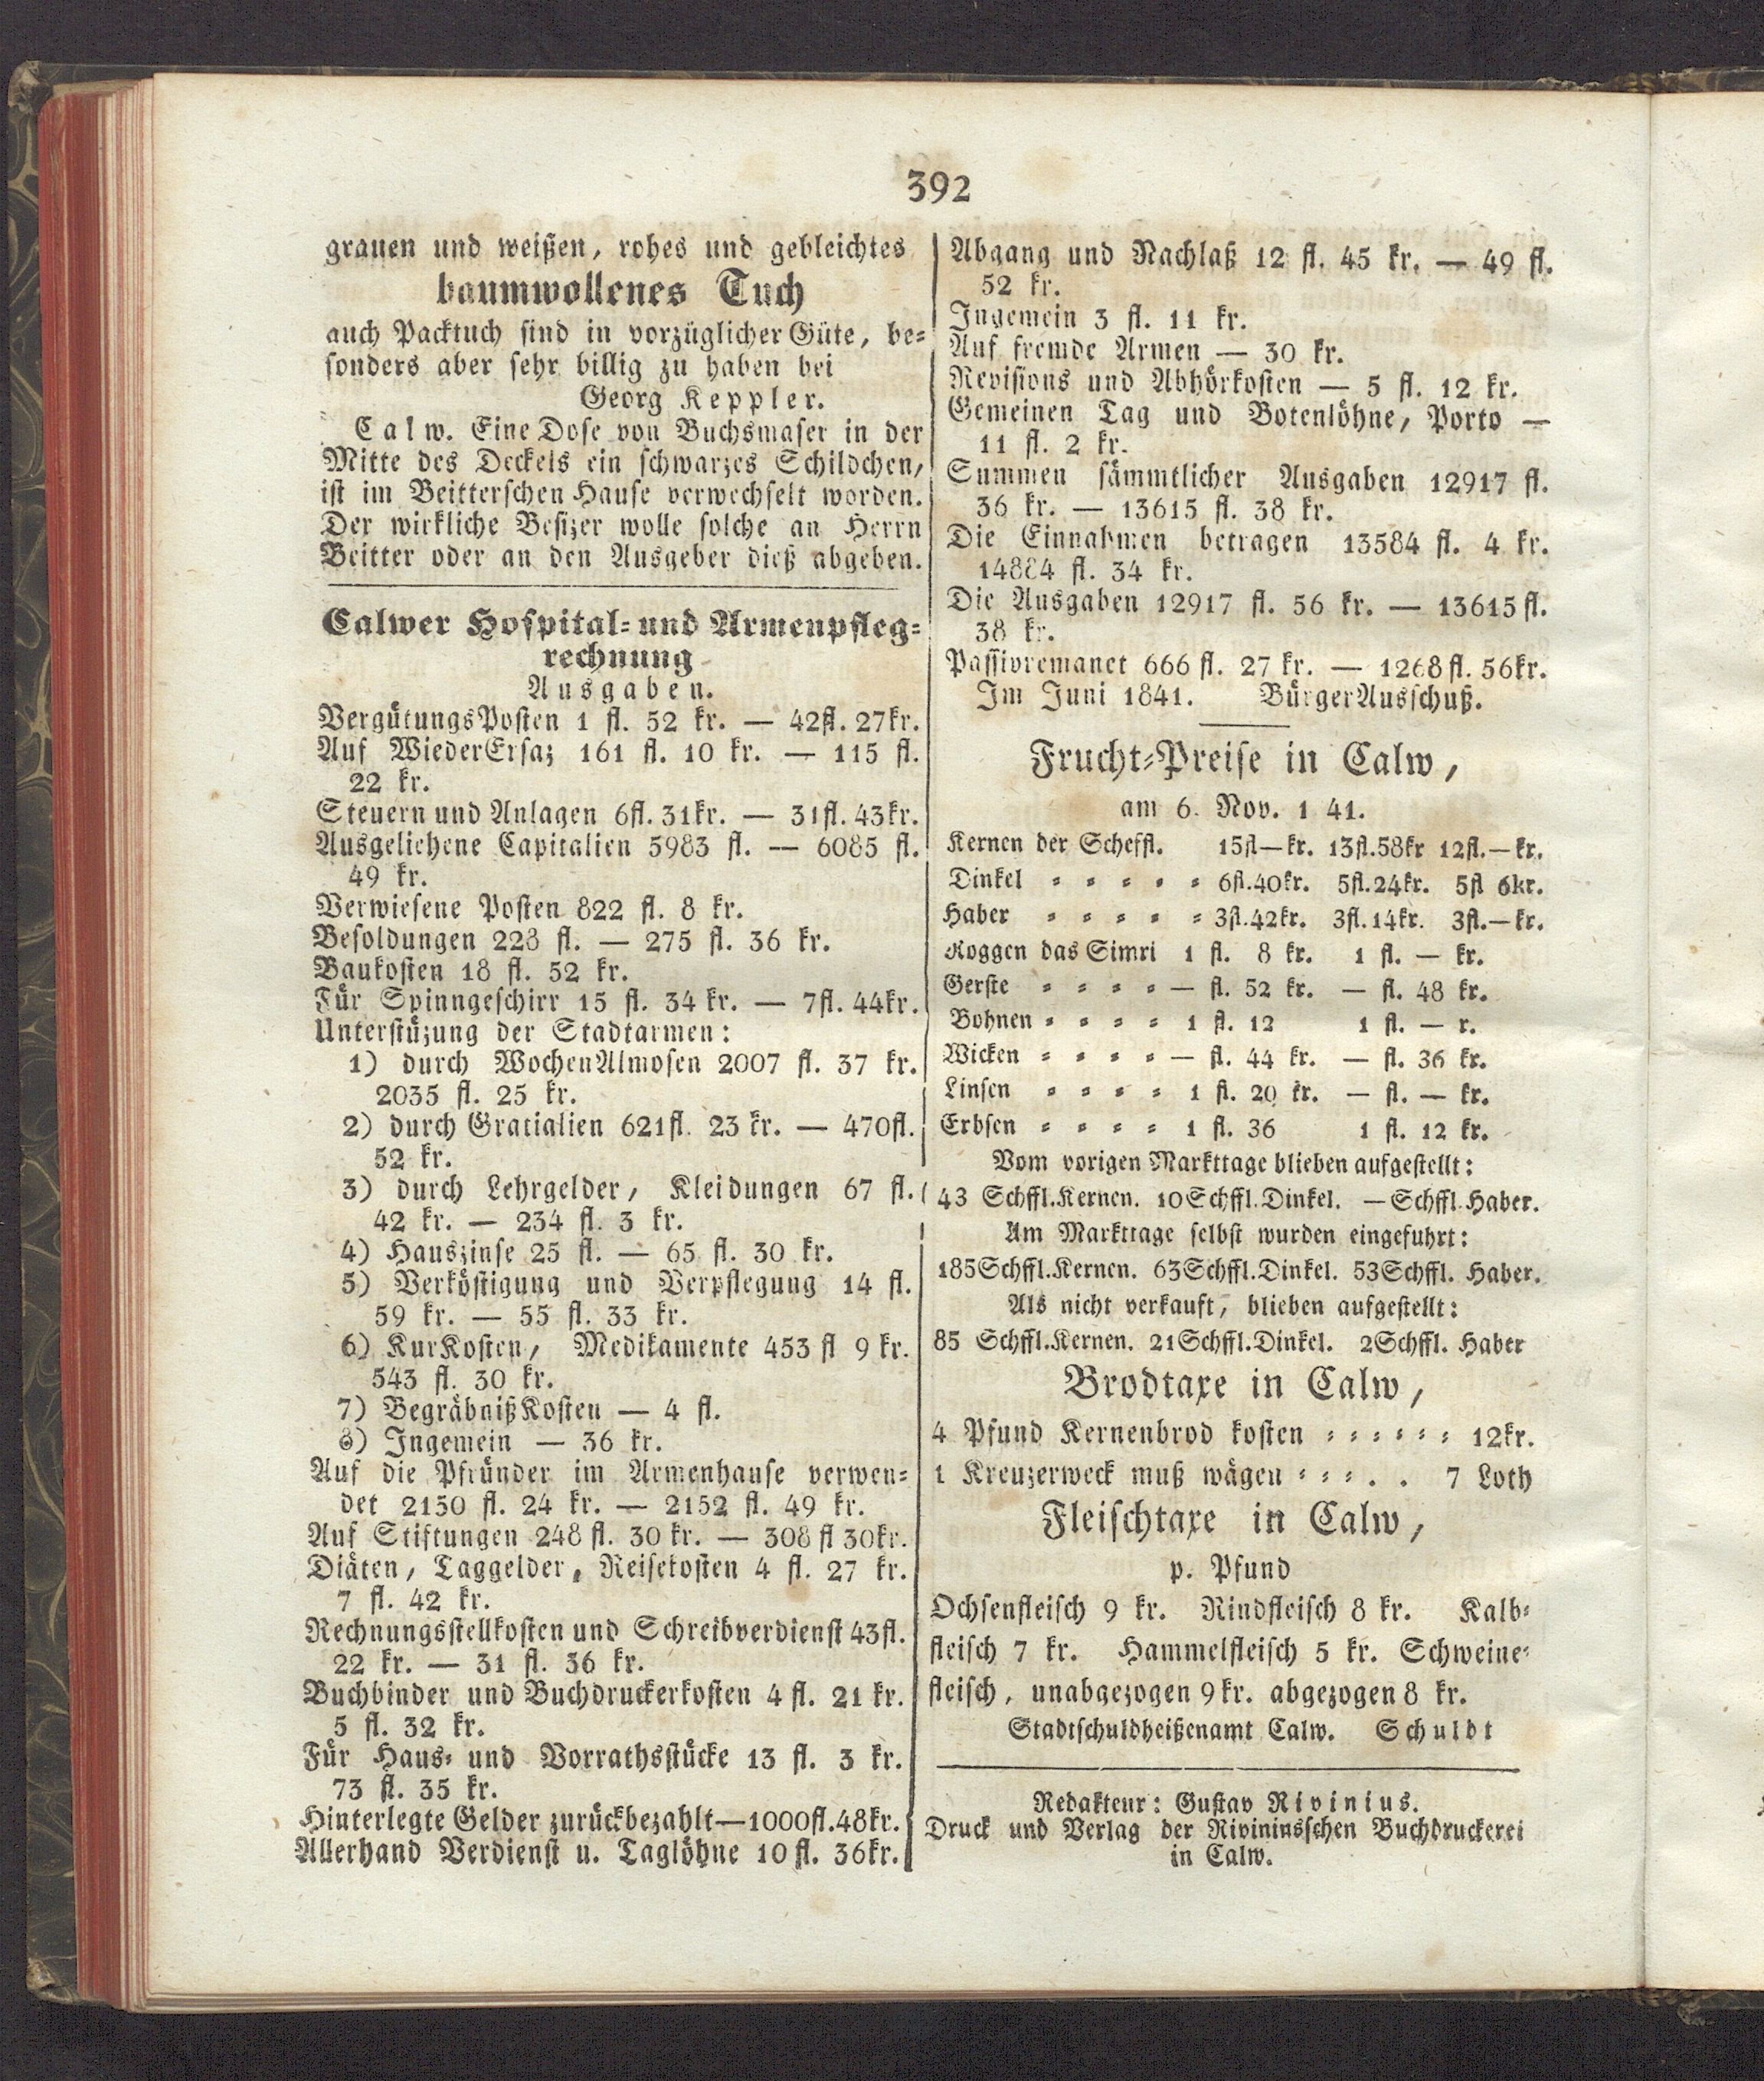 392
grauen und weißen, rohes und gebleichtes
baumwollenes Tuch
auch Packtuch sind in vorzüglicher Güte, be-
sonders aber sehr billig zu haben bei
Georg Keppler.
Calw. Eine Dose von Buchsmaser in der
Mitte des Deckels ein schwarzes Schildchen,
ist im Beitterschen Hause verwechselt worden.
Der wirkliche Besizer wolle solche an Herrn
Beitter oder an den Ausgeber dieß abgeben.
Calwer Hospital- und Armenpfleg-
rechnung
Ausgaben.
VergütungsPosten 1 fl. 52 kr. — 42fl. 27kr.
Auf WiederErsaz 161 fl. 10 kr. — 115 fl.
22 kr.
Steuern und Anlagen 6fl. 31kr. — 31fl. 43kr.
Ausgeliehene Capitalien 5983 fl. — 6085 fl.
49 kr.
Verwiesene Posten 822 fl. 8 kr.
Besoldungen 228 fl. — 275 fl. 36 kr.
Baukosten 18 fl. 52 kr.
Für Spinngeschirr 15 fl. 34 kr. — 7fl. 44kr.
Unterstüzung der Stadtarmen:
1) durch WochenAlmosen 2007 fl. 37 kr.
2035 fl. 25 kr.
2) durch Gratialien 621fl. 23 kr. — 470fl.
52 kr.
3) durch Lehrgelder, Kleidungen 67 fl.
42 kr. — 234 fl. 3 kr.
4) Hauszinse 25 fl. — 65 fl. 30 kr.
5) Verköstigung und Verpflegung 14 fl.
59 kr. — 55 fl. 33 kr.
6) KurKosten, Medikamente 453 fl 9 kr.
543 fl. 30 kr.
7) BegräbnißKosten — 4 fl.
8) Ingemein — 36 kr.
Auf die Pfründer im Armenhause verwen-
det 2150 fl. 24 kr. — 2152 fl. 49 kr.
Auf Stiftungen 248 fl. 30 kr. — 308 fl 30kr.
Diäten, Taggelder, Reisekosten 4 fl. 27 kr.
7 fl. 42 kr.
Rechnungsstellkosten und Schreibverdienst 43fl.
22 kr. — 31 fl. 36 kr.
Buchbinder und Buchdruckerkosten 4 fl. 21 kr.
5 fl. 32 kr.
Für Haus- und Vorrathsstücke 13 fl. 3 kr.
73 fl. 35 kr.
Hinterlegte Gelder zurückbezahlt—1000fl.48kr.
Allerhand Verdienst u. Taglöhne 10 fl. 36kr.
Abgang und Nachlaß 12 fl. 45 kr. — 49 fl.
52 kr.
Ingemein 3 fl. 11 kr.
Auf fremde Armen — 30 kr.
Revisions und Abhörkosten — 5 fl. 12 kr.
Gemeinen Tag und Botenlöhne, Porto —
11 fl. 2 kr.
Summen sämmtlicher Ausgaben 12917 fl.
36 kr. — 13615 fl. 38 kr.
Die Einnahmen betragen 13584 fl. 4 kr.
14884 fl. 34 kr.
Die Ausgaben 12917 fl. 56 kr. — 13615 fl.
38 kr.
Passivremanet 666 fl. 27 kr. — 1268 fl. 56kr.
Im Juni 1841. BürgerAusschuß.
Frucht-Preise in Calw,
am 6. Nov. 1 41.
Kernen der Scheffl. 15fl—kr. 13fl.58kr 12fl.—kr.
Dinkel = = = = = 6fl.40kr. 5fl.24kr. 5fl 6kr.
Haber = = = = = 3fl.42kr. 3fl.14kr. 3fl.—kr.
Roggen das Simri 1 fl. 8 kr. 1 fl. — kr.
Gerste = = = = — fl. 52 kr. — fl. 48 kr.
Bohnen = = = = 1 fl. 12 1 fl. — r.
Wicken = = = = — fl. 44 kr. — fl. 36 kr.
Linsen = = = = 1 fl. 20 kr. — fl. — kr.
Erbsen = = = = 1 fl. 36 1 fl. 12 kr.
Vom vorigen Markttage blieben aufgestellt:
43 Schffl.Kernen. 10 Schffl.Dinkel. — Schffl.Haber.
Am Markttage selbst wurden eingefuhrt:
185Schffl.Kernen. 63Schffl.Dinkel. 53Schffl. Haber.
Als nicht verkauft, blieben aufgestellt:
85 Schffl.Kernen. 21Schffl.Dinkel. 2Schffl. Haber
Brodtaxe in Calw,
4 Pfund Kernenbrod kosten = = = = = = 12kr.
1 Kreuzerweck muß wägen = = = . . 7 Loth
Fleischtaxe in Calw,
p. Pfund
Ochsenfleisch 9 kr. Rindfleisch 8 kr. Kalb-
fleisch 7 kr. Hammelfleisch 5 kr. Schweine-
fleisch, unabgezogen 9 kr. abgezogen 8 kr.
Stadtschuldheißenamt Calw. Schuldt
Redakteur: Gustav Rivinius.
Druck und Verlag der Rivininsschen Buchdruckerei
in Calw.